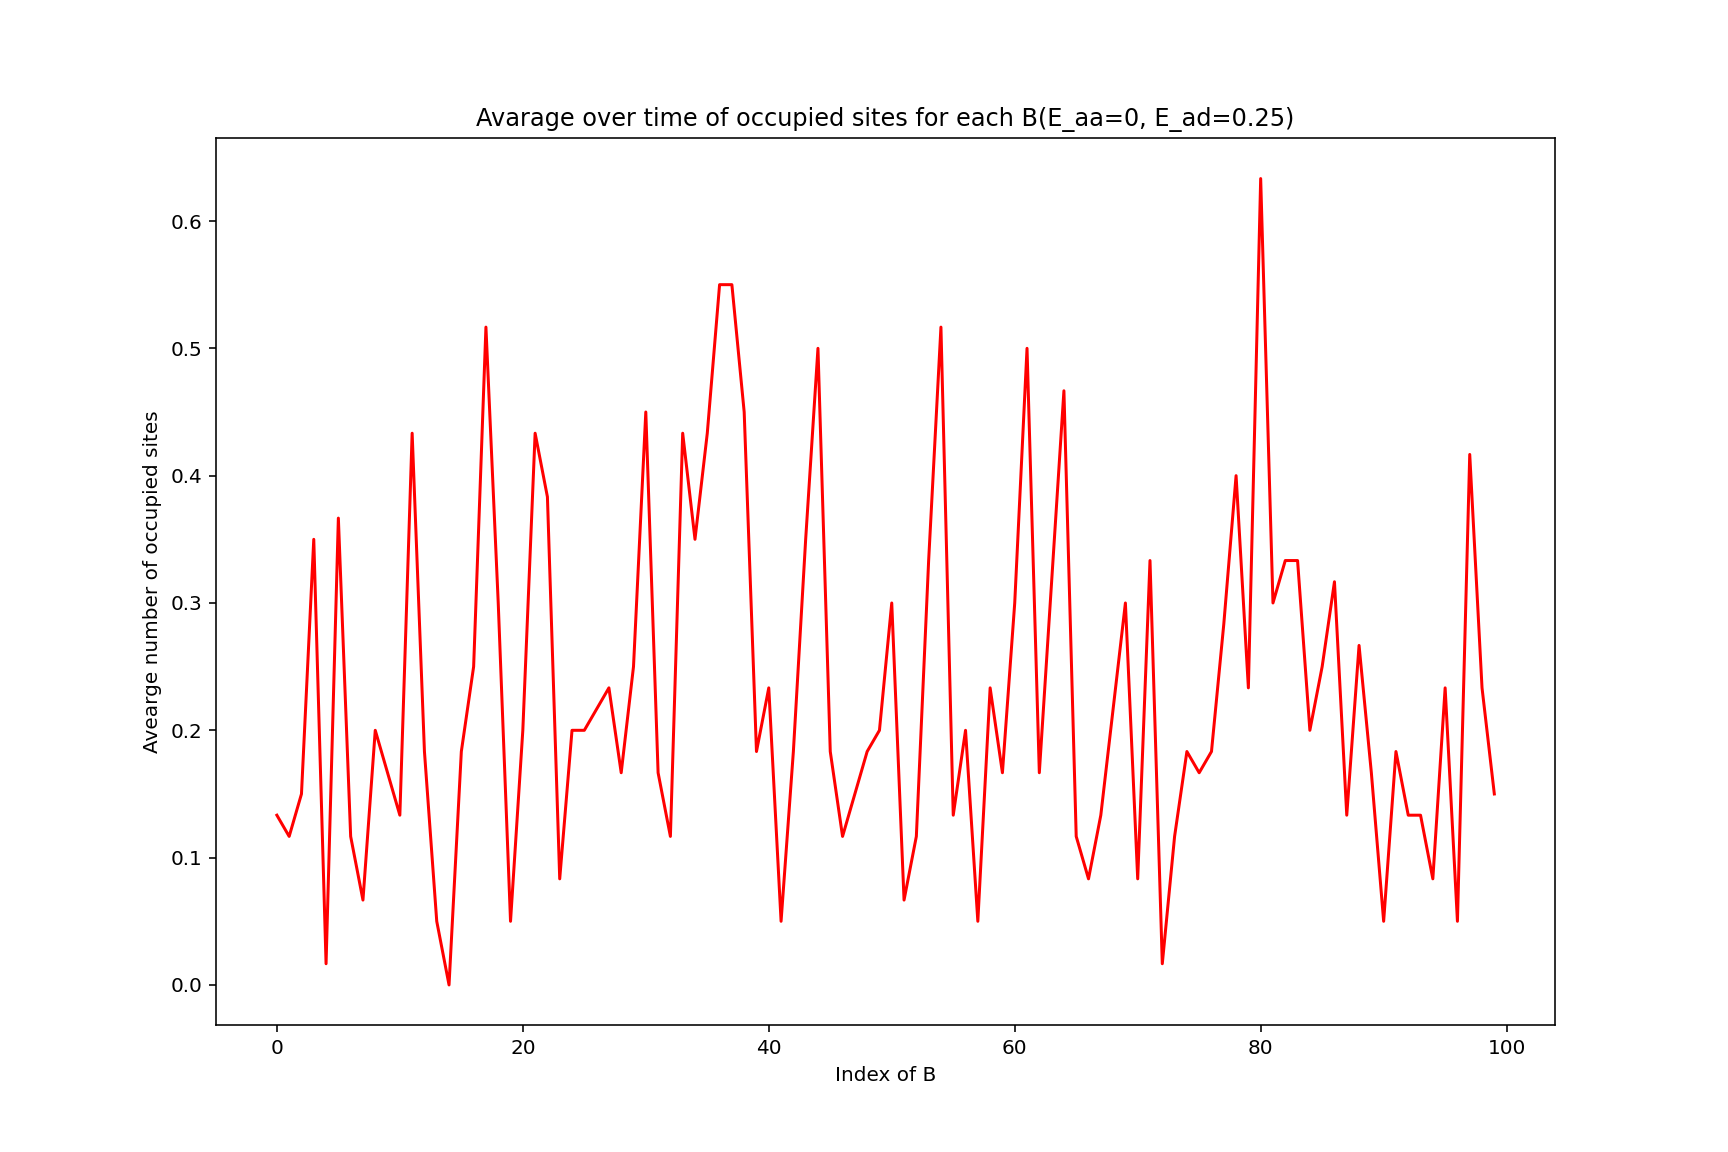 Avarage over time of occupied sites for each B(E_aa=0, E_ad=0.25)
0.6
0.5
0.4
0.3
0.2
0.1
0.0
Avearge number of occupied sites
0 20 40 60 80 100
Index of B